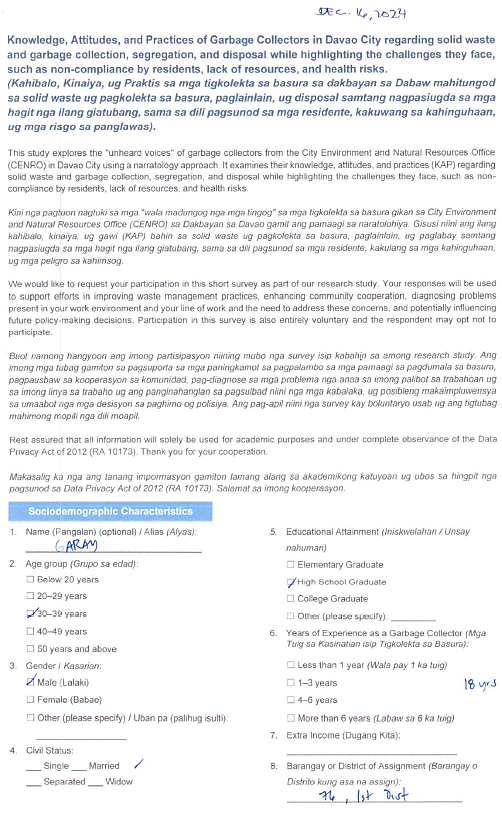 DEC. 16, 2024
Knowledge, Attitudes, and Practices of Garbage Collectors in Davao City regarding solid waste
and garbage collection, segregation, and disposal while highlighting the challenges they face,
such as non-compliance by residents, lack of resources, and health risks.
(Kahibalo, Kinaiya, ug Praktis sa mga tigkolekta sa basura sa dakbayan sa Dabaw mahitungod
sa solid waste ug pagkolekta sa basura, paglainlain, ug disposal samtang nagpasiugda sa mga
hagit nga ilang giatubang, sama sa dili pagsunod sa mga residente, kakuwang sa kahinguhaan,
ug mga risgo sa panglawas).
This study explores the "unheard voices" of garbage collectors from the City Environment and Natural Resources Office
(CENRO) in Davao City using a narratology approach. It examines their knowledge, attitudes, and practices (KAP) regarding
solid waste and garbage collection, segregation, and disposal while highlighting the challenges they face, such as non-
compliance by residents, lack of resources, and health risks.
Kini nga pagtuon nagtuki sa mga "wala madungog nga mga tingog" sa mga tigkolekta sa basura gikan sa City Environment
and Natural Resources Office (CENRO) sa Dakbayan sa Davao gamit ang pamaagi sa naratolohiya. Gisusi niini ang ilang
kahibalo, kinaiya, ug gawi (KAP) bahin sa solid waste ug pagkolekta sa basura, paglainlain, ug paglabay samtang
nagpasiugda sa mga hagit nga ilang giatubang, sama sa dili pagsunod sa mga residente, kakulang sa mga kahinguhaan,
ug mga peligro sa kahimsog.
We would like to request your participation in this short survey as part of our research study. Your responses will be used
to support efforts in improving waste management practices, enhancing community cooperation, diagnosing problems
present in your work environment and your line of work and the need to address these concerns, and potentially influencing
future policy-making decisions. Participation in this survey is also entirely voluntary and the respondent may opt not to
participate.
Buot namong hangyoon ang imong partisipasyon niining mubo nga survey isip kabahin sa among research study. Ang
imong mga tubag gamiton sa pagsuporta sa mga paningkamot sa pagpalambo sa mga pamaagi sa pagdumala sa basura,
pagpausbaw sa kooperasyon sa komunidad, pag-diagnose sa mga problema nga anaa sa imong palibot sa trabahoan ug
sa imong linya sa trabaho ug ang panginahanglan sa pagsulbad niini nga mga kabalaka, ug posibleng makaimpluwensya
sa umaabot nga mga desisyon sa paghimo og polisiya. Ang pag-apil niini nga survey kay boluntaryo usab ug ang tigtubag
mahimong mopili nga dili moapil.
Rest assured that all information will solely be used for academic purposes and under complete observance of the Data
Privacy Act of 2012 (RA 10173). Thank you for your cooperation.
Makasalig ka nga ang tanang impormasyon gamiton lamang alang sa akademikong katuyoan ug ubos sa hingpit nga
pagsunod sa Data Privacy Act of 2012 (RA 10173). Salamat sa imong kooperasyon.
Sociodemographic Characteristics
1. Name (Pangalan) (optional) / Alias (Alyas):
GARAY
2. Age group (Grupo sa edad):
☐ Below 20 years
☐ 20–29 years
☑ 30–39 years
☐ 40–49 years
☐ 50 years and above
3. Gender / Kasarian:
☑ Male (Lalaki)
☐ Female (Babae)
☐ Other (please specify) / Uban pa (palihug isulti):
4. Civil Status:
___ Single ___ Married ✓
___ Separated ___ Widow
5. Educational Attainment (Iniskwelahan / Unsay
nahuman)
☐ Elementary Graduate
☑ High School Graduate
☐ College Graduate
☐ Other (please specify): ________
6. Years of Experience as a Garbage Collector (Mga
Tuig sa Kasinatian isip Tigkolekta sa Basura):
☐ Less than 1 year (Wala pay 1 ka tuig)
☐ 1–3 years 18 yrs
☐ 4–6 years
☐ More than 6 years (Labaw sa 6 ka tuig)
7. Extra Income (Dugang Kita):
8. Barangay or District of Assignment (Barangay o
Distrito kung asa na assign):
76, 1st Dist